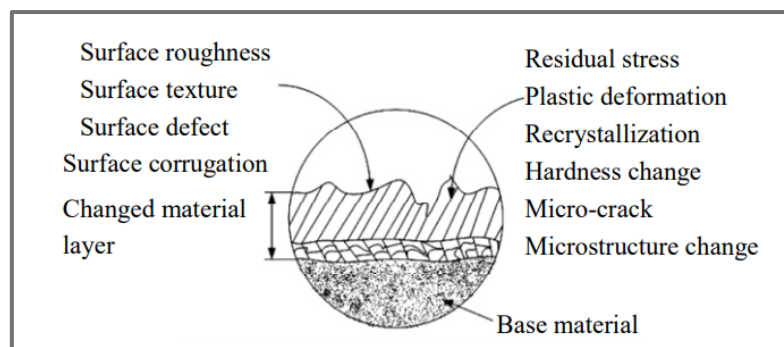 Surface roughness
Surface texture
Surface defect
Surface corrugation
Changed material
layer
Residual stress
Plastic deformation
Recrystallization
Hardness change
Micro-crack
Microstructure change
Base material